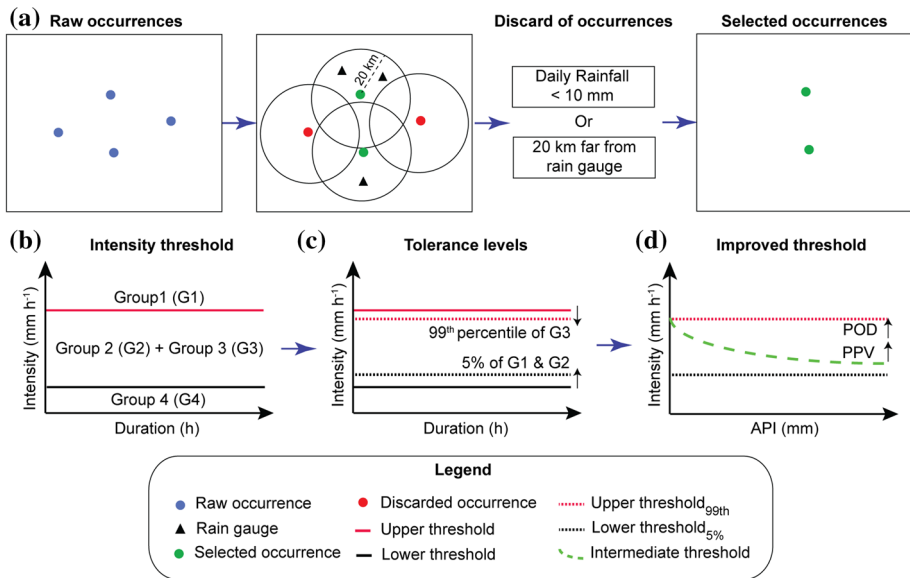 (a) Raw occurrences
Discard of occurrences
Selected occurrences
20 km
Daily Rainfall
< 10 mm
Or
20 km far from
rain gauge
(b) Intensity threshold
Intensity (mm h⁻¹)
Group1 (G1)
Group 2 (G2) + Group 3 (G3)
Group 4 (G4)
Duration (h)
(c) Tolerance levels
Intensity (mm h⁻¹)
99th percentile of G3
5% of G1 & G2
Duration (h)
(d) Improved threshold
Intensity (mm h⁻¹)
POD
PPV
API (mm)
Legend
Raw occurrence
Rain gauge
Selected occurrence
Discarded occurrence
Upper threshold
Lower threshold
Upper threshold99th
Lower threshold5%
Intermediate threshold